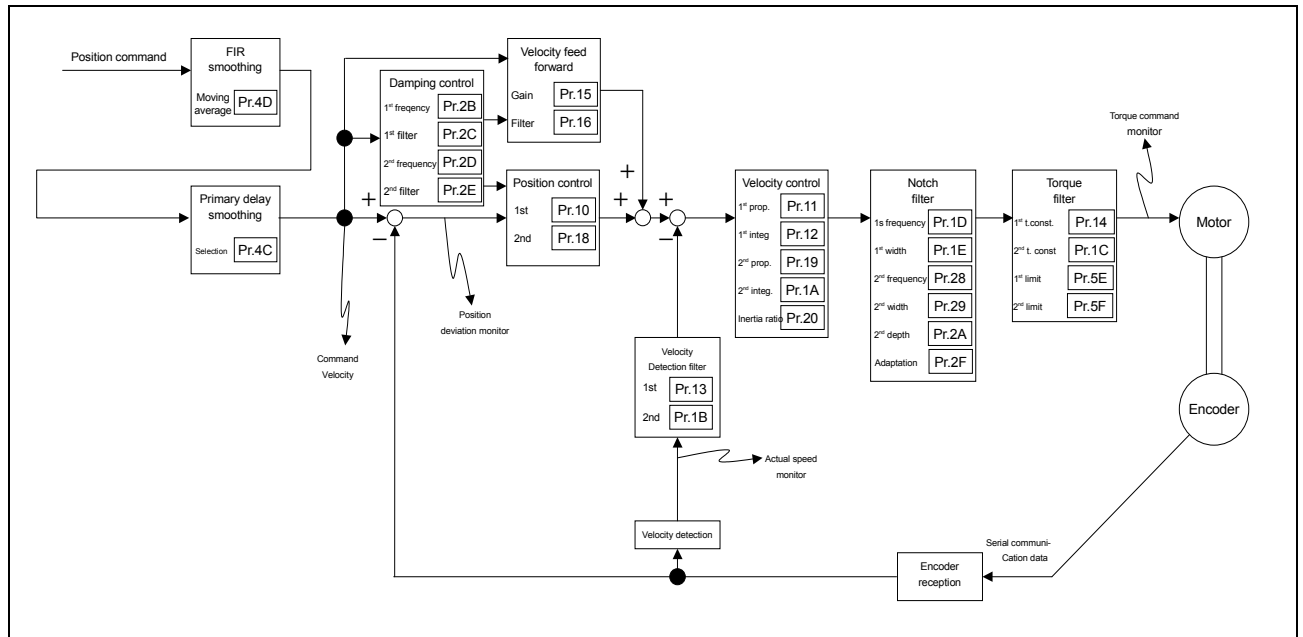 Position command
FIR
smoothing
Moving
average
Pr.4D
Primary delay
smoothing
Selection
Pr.4C
Damping control
1st freqency
Pr.2B
1st filter
Pr.2C
2nd frequency
Pr.2D
2nd filter
Pr.2E
Velocity feed
forward
Gain
Pr.15
Filter
Pr.16
+
−
Position control
1st
Pr.10
2nd
Pr.18
+
+
+
−
Command
Velocity
Position
deviation monitor
Velocity control
1st prop.
Pr.11
1st integ
Pr.12
2nd prop.
Pr.19
2nd integ.
Pr.1A
Inertia ratio
Pr.20
Notch
filter
1s frequency
Pr.1D
1st width
Pr.1E
2nd frequency
Pr.28
2nd width
Pr.29
2nd depth
Pr.2A
Adaptation
Pr.2F
Torque
filter
1st t.const.
Pr.14
2nd t. const
Pr.1C
1st limit
Pr.5E
2nd limit
Pr.5F
Torque command
monitor
Motor
Encoder
Velocity
Detection filter
1st
Pr.13
2nd
Pr.1B
Actual speed
monitor
Velocity detection
Serial communi-
Cation data
Encoder
reception